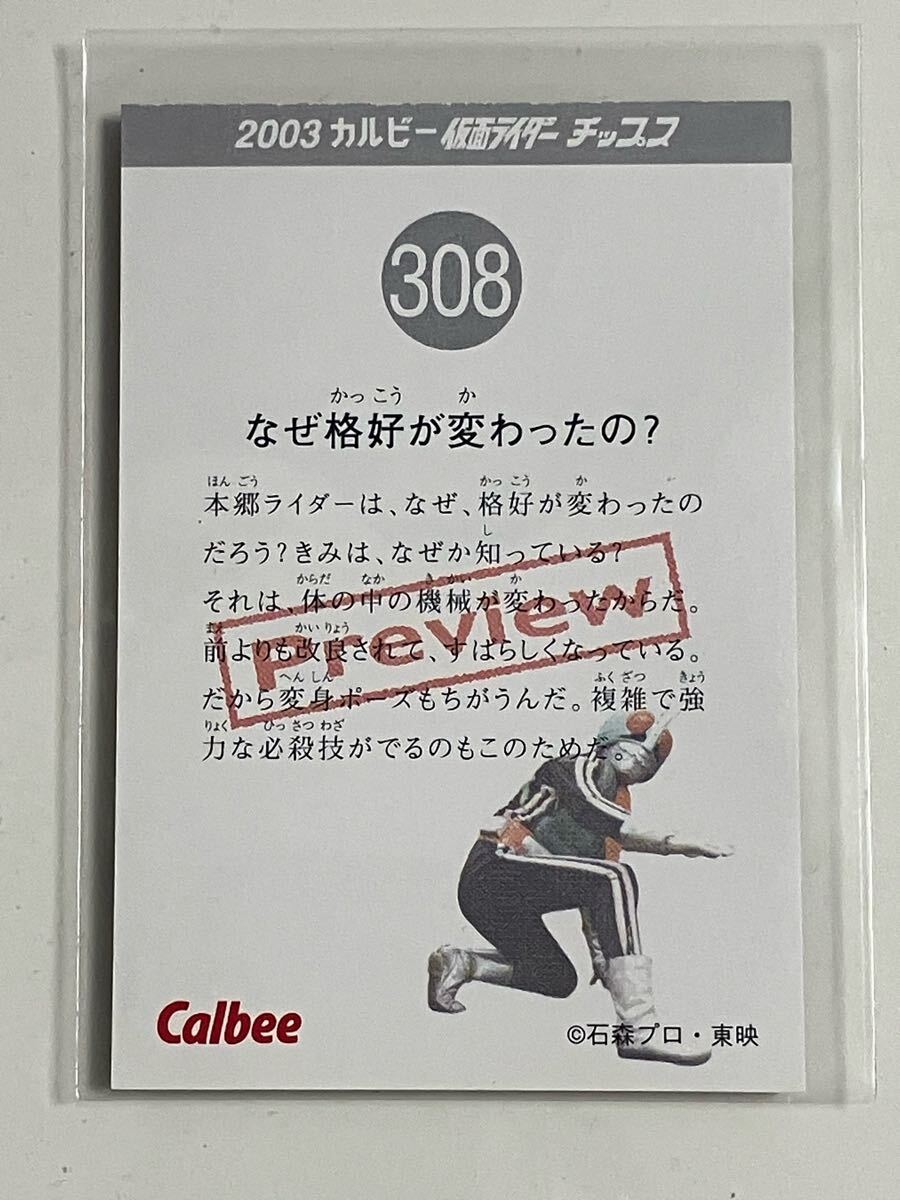 2003 カルビー 仮面ライダー チップス
308
かっ こう か
なぜ格好が変わったの?
ほん ごう かっ こう か
本郷ライダーは、なぜ、格好が変わったの
し
だろう?きみは、なぜか知っている?
からだ なか き かい か
それは、体の中の機械が変わったからだ。
まえ かい りょう
前よりも改良されて、すばらしくなっている。
へん しん ふく ざつ きょう
だから変身ポーズもちがうんだ。複雑で強
りょく ひっ さつ わざ
力な必殺技がでるのもこのためだ。
Preview
Calbee
©石森プロ・東映